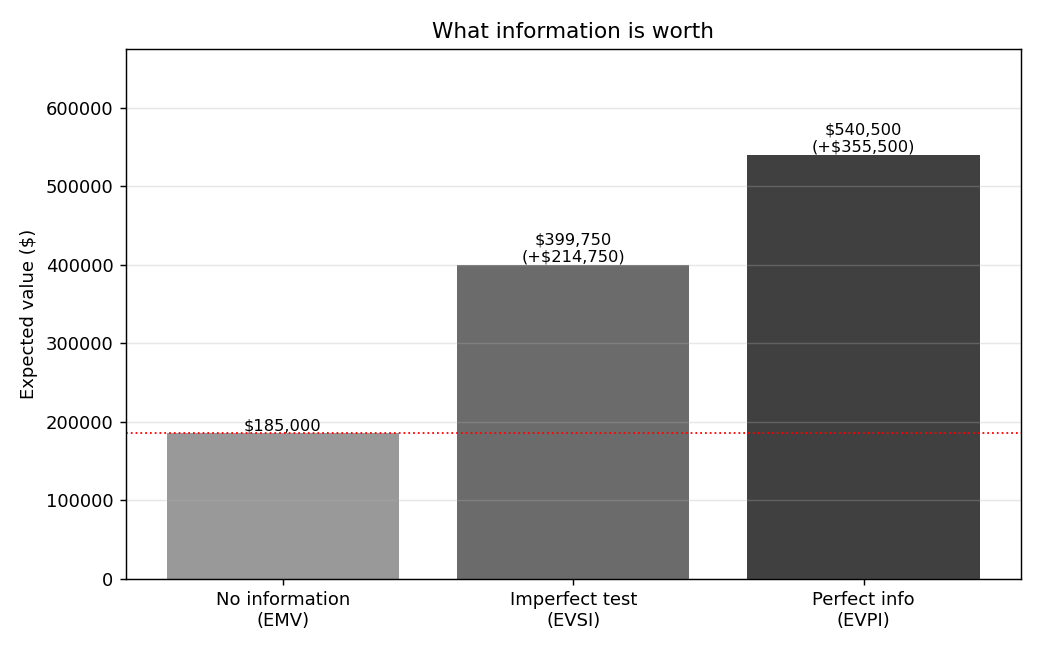 What information is worth
Expected value ($)
600000
500000
400000
300000
200000
100000
0
$540,500
(+$355,500)
$399,750
(+$214,750)
$185,000
No information
(EMV)
Imperfect test
(EVSI)
Perfect info
(EVPI)